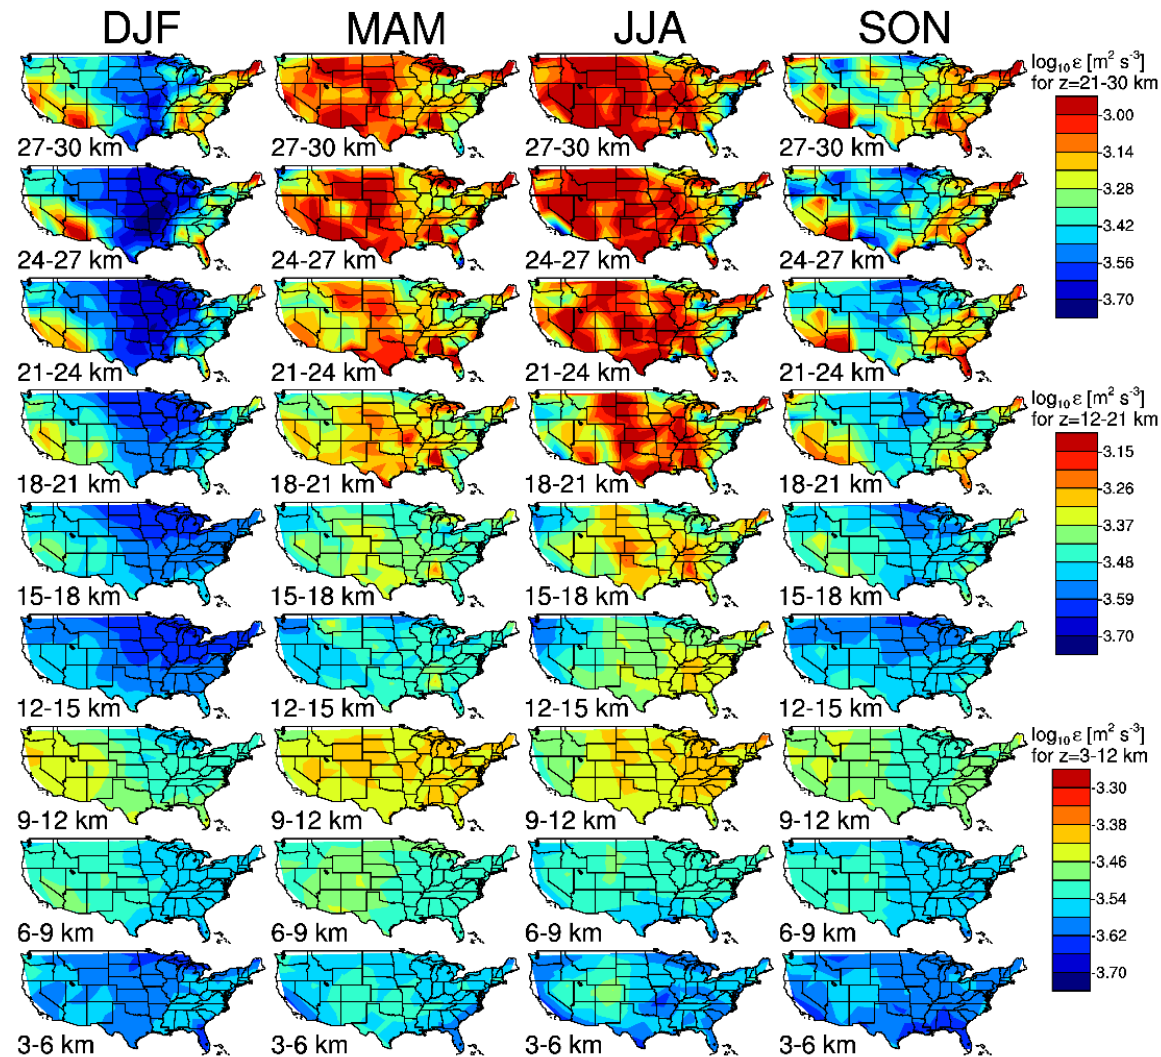 DJF MAM JJA SON
log₁₀ ε [m² s⁻³]
for z=21-30 km
-3.00
-3.14
-3.28
-3.42
-3.56
-3.70
27-30 km 27-30 km 27-30 km 27-30 km
24-27 km 24-27 km 24-27 km 24-27 km
21-24 km 21-24 km 21-24 km 21-24 km
log₁₀ ε [m² s⁻³]
for z=12-21 km
-3.15
-3.26
-3.37
-3.48
-3.59
-3.70
18-21 km 18-21 km 18-21 km 18-21 km
15-18 km 15-18 km 15-18 km 15-18 km
12-15 km 12-15 km 12-15 km 12-15 km
log₁₀ ε [m² s⁻³]
for z=3-12 km
-3.30
-3.38
-3.46
-3.54
-3.62
-3.70
9-12 km 9-12 km 9-12 km 9-12 km
6-9 km 6-9 km 6-9 km 6-9 km
3-6 km 3-6 km 3-6 km 3-6 km